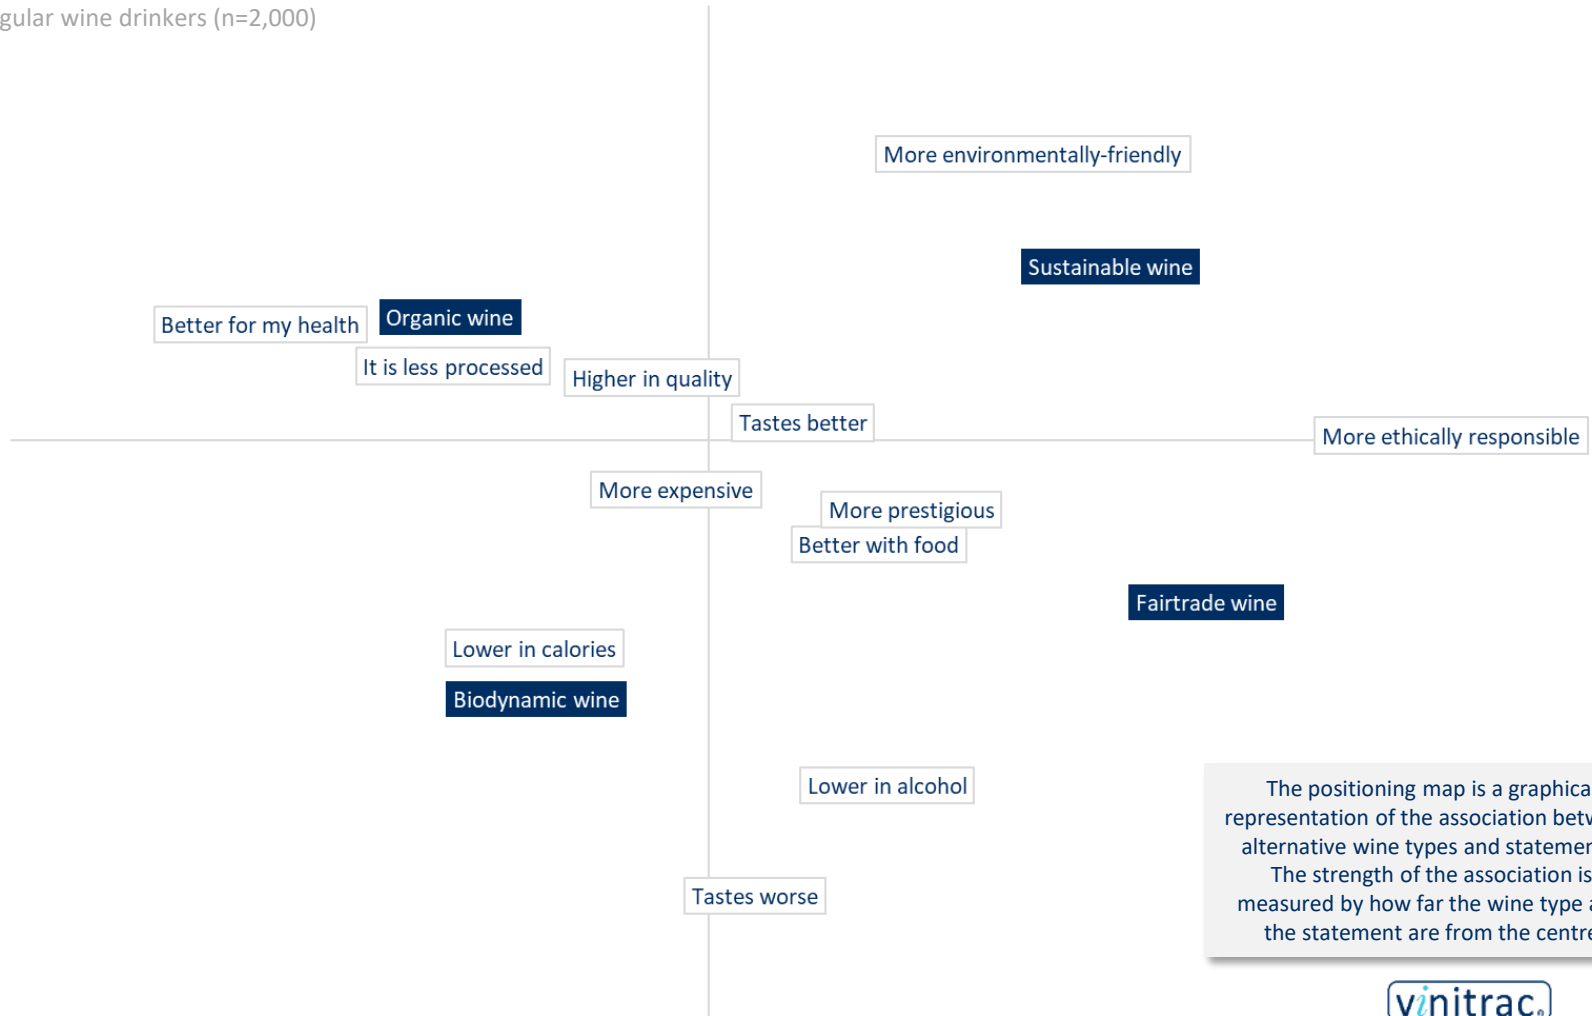 gular wine drinkers (n=2,000)
More environmentally-friendly
Sustainable wine
Better for my health
Organic wine
It is less processed
Higher in quality
Tastes better
More ethically responsible
More expensive
More prestigious
Better with food
Fairtrade wine
Lower in calories
Biodynamic wine
Lower in alcohol
Tastes worse
The positioning map is a graphica
representation of the association betw
alternative wine types and statemen
The strength of the association is
measured by how far the wine type a
the statement are from the centre
vinitrac